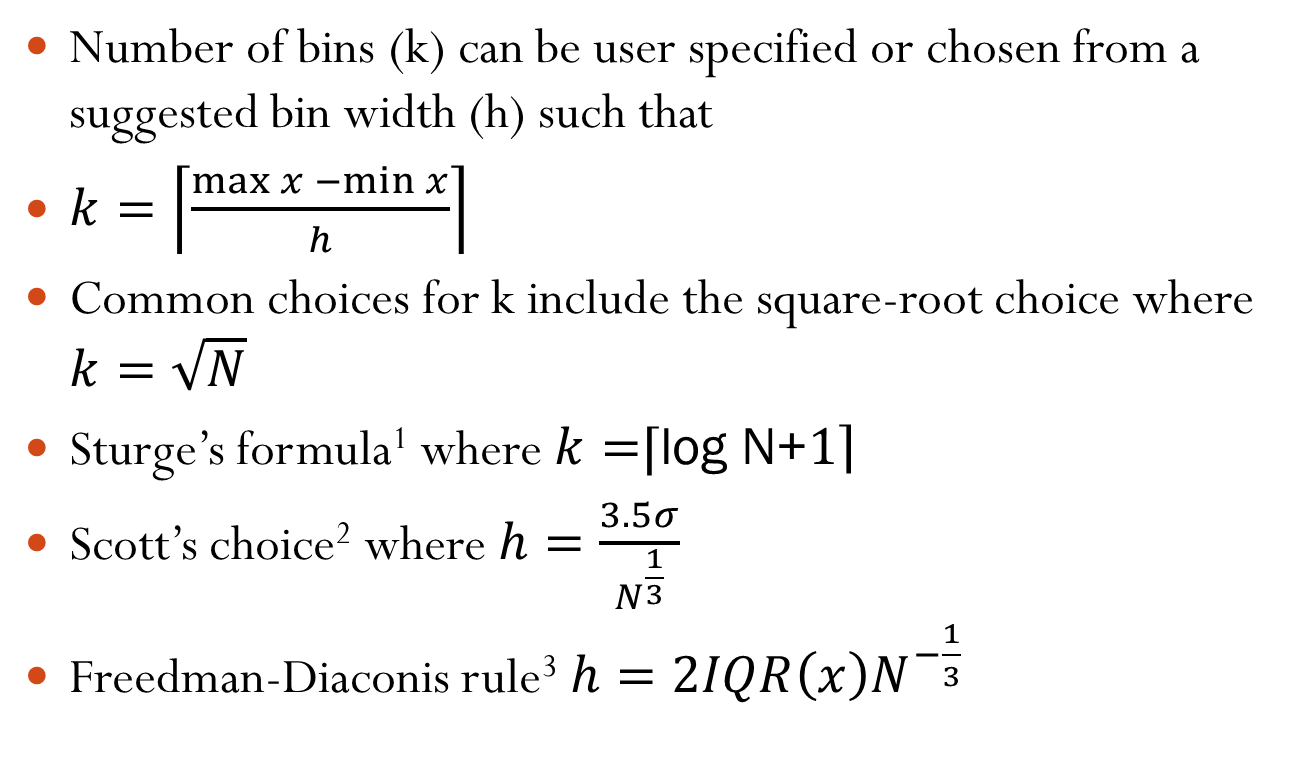 • Number of bins (k) can be user specified or chosen from a
suggested bin width (h) such that
• k = ⌈(max x −min x)/h⌉
• Common choices for k include the square-root choice where
k = √N
• Sturge’s formula¹ where k =⌈log N+1⌉
• Scott’s choice² where h = 3.5σ/N^(1/3)
• Freedman-Diaconis rule³ h = 2IQR(x)N^(−1/3)